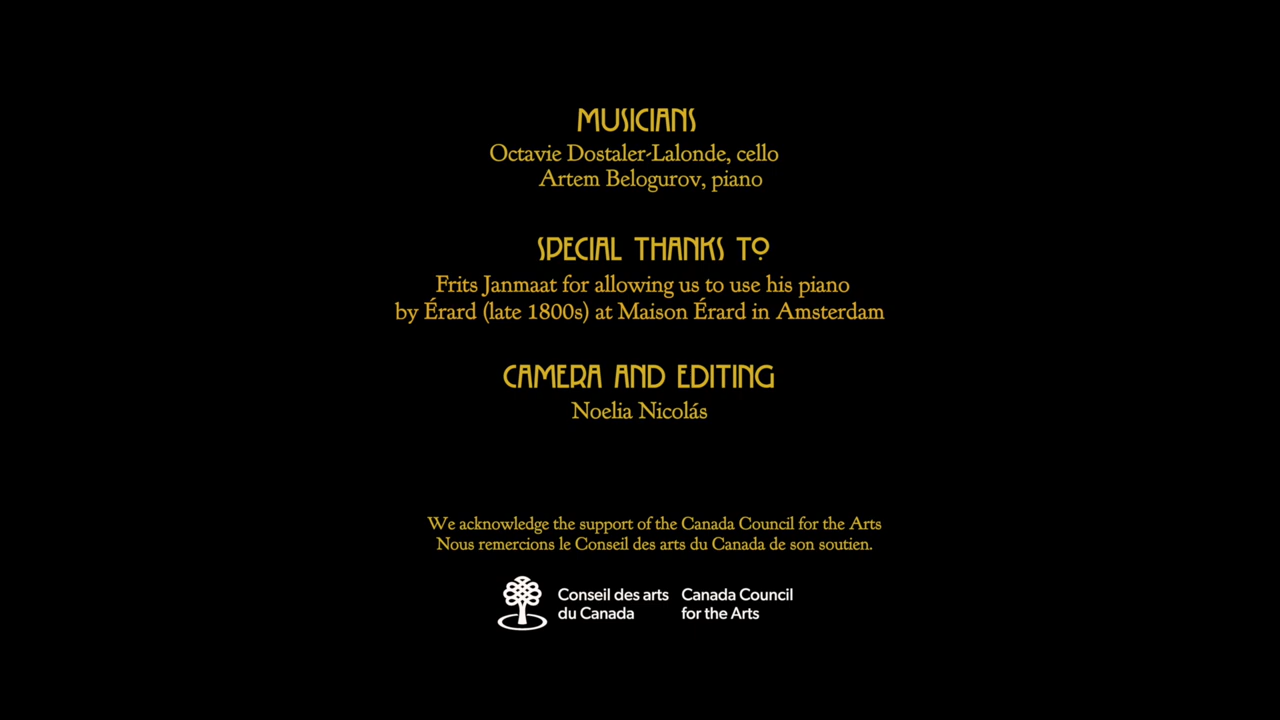 MUSICIANS
Octavie Dostaler-Lalonde, cello
Artem Belogurov, piano
SPECIAL THANKS TO
Frits Janmaat for allowing us to use his piano
by Érard (late 1800s) at Maison Érard in Amsterdam
CAMERA AND EDITING
Noelia Nicolás
We acknowledge the support of the Canada Council for the Arts
Nous remercions le Conseil des arts du Canada de son soutien.
Conseil des arts Canada Council
du Canada for the Arts